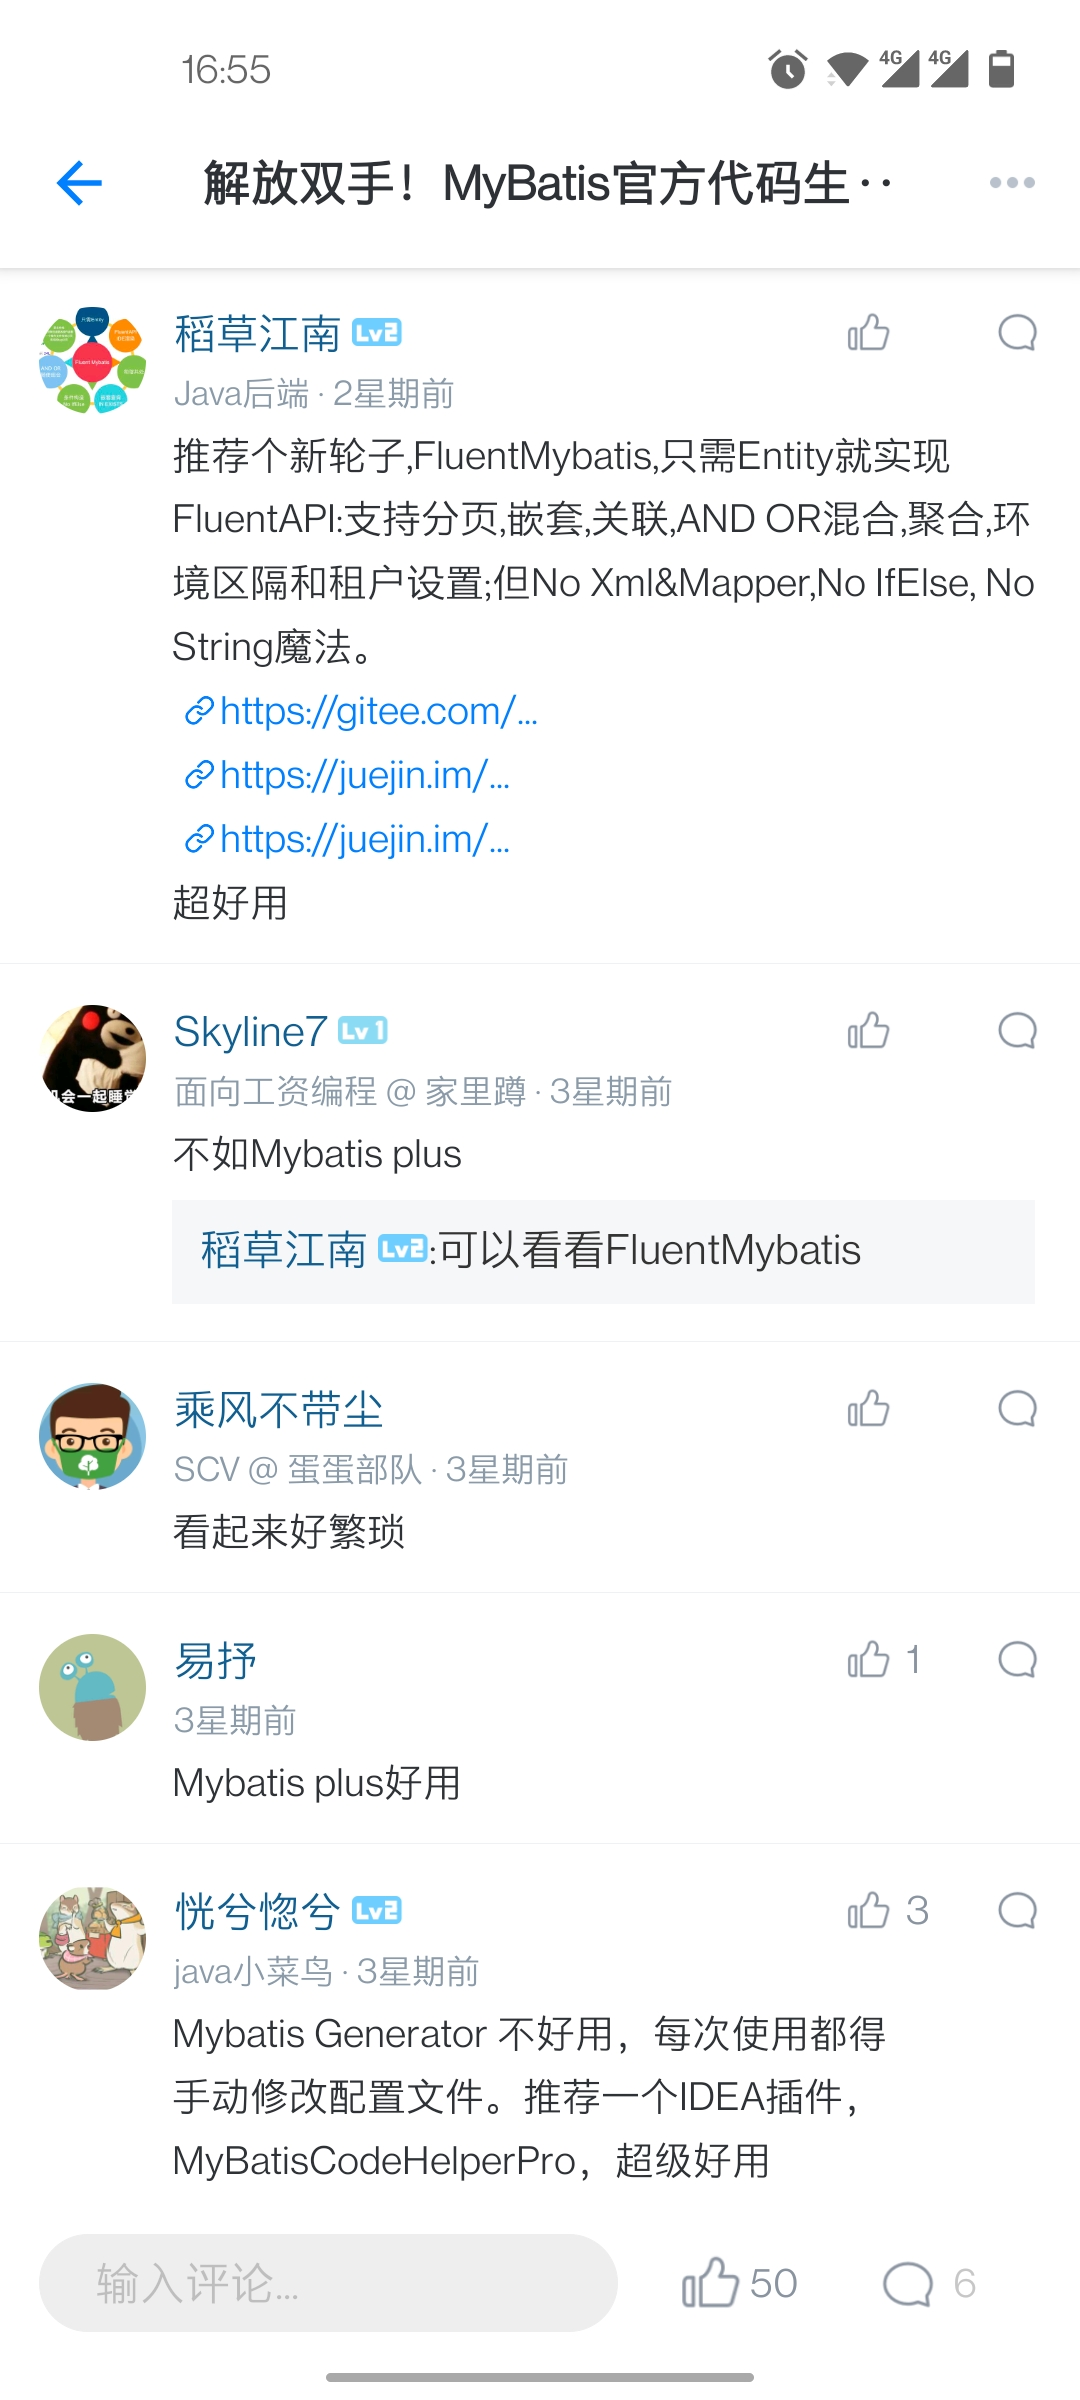 16:55
4G 4G
解放双手！MyBatis官方代码生··
稻草江南 Lv2
Java后端 · 2星期前
推荐个新轮子,FluentMybatis,只需Entity就实现
FluentAPI:支持分页,嵌套,关联,AND OR混合,聚合,环
境区隔和租户设置;但No Xml&Mapper,No IfElse, No
String魔法。
https://gitee.com/...
https://juejin.im/...
https://juejin.im/...
超好用
Skyline7 Lv1
面向工资编程 @ 家里蹲 · 3星期前
不如Mybatis plus
稻草江南 Lv2:可以看看FluentMybatis
会一起睡觉
乘风不带尘
SCV @ 蛋蛋部队 · 3星期前
看起来好繁琐
易抒
1
3星期前
Mybatis plus好用
恍兮惚兮 Lv2
3
java小菜鸟 · 3星期前
Mybatis Generator 不好用，每次使用都得
手动修改配置文件。推荐一个IDEA插件，
MyBatisCodeHelperPro，超级好用
输入评论...
50
6